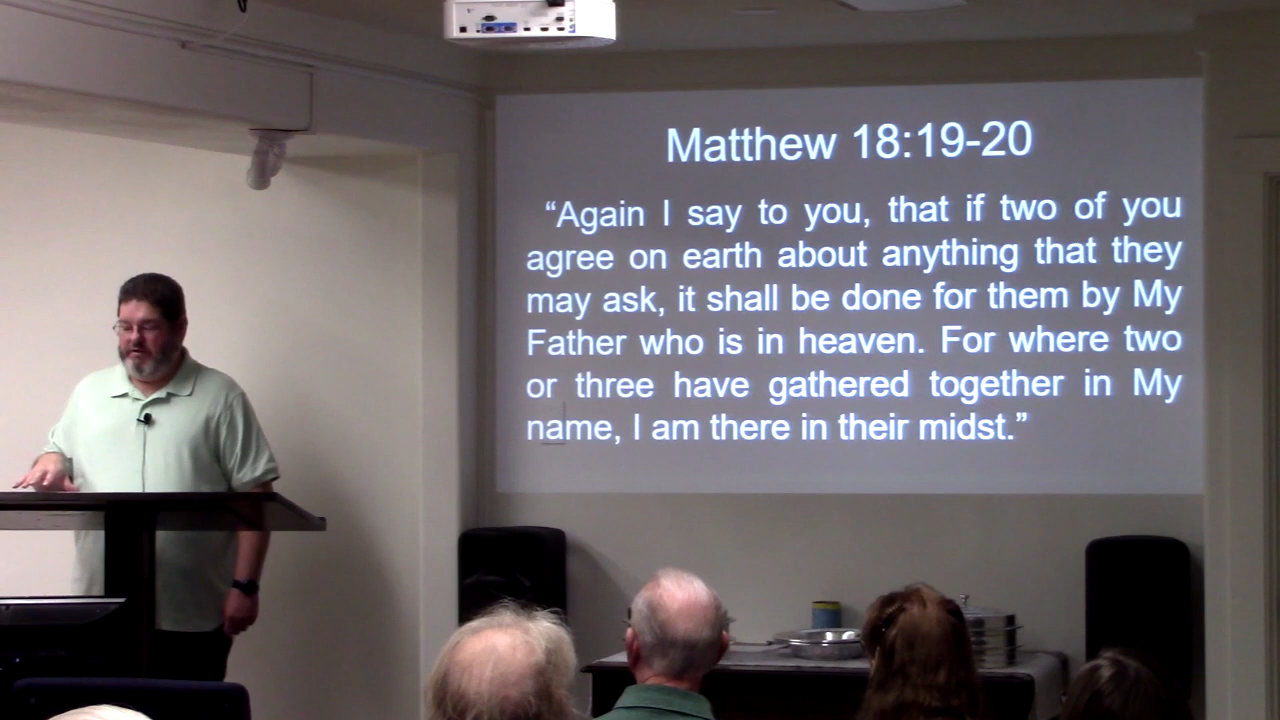 Matthew 18:19-20
“Again I say to you, that if two of you
agree on earth about anything that they
may ask, it shall be done for them by My
Father who is in heaven. For where two
or three have gathered together in My
name, I am there in their midst.”